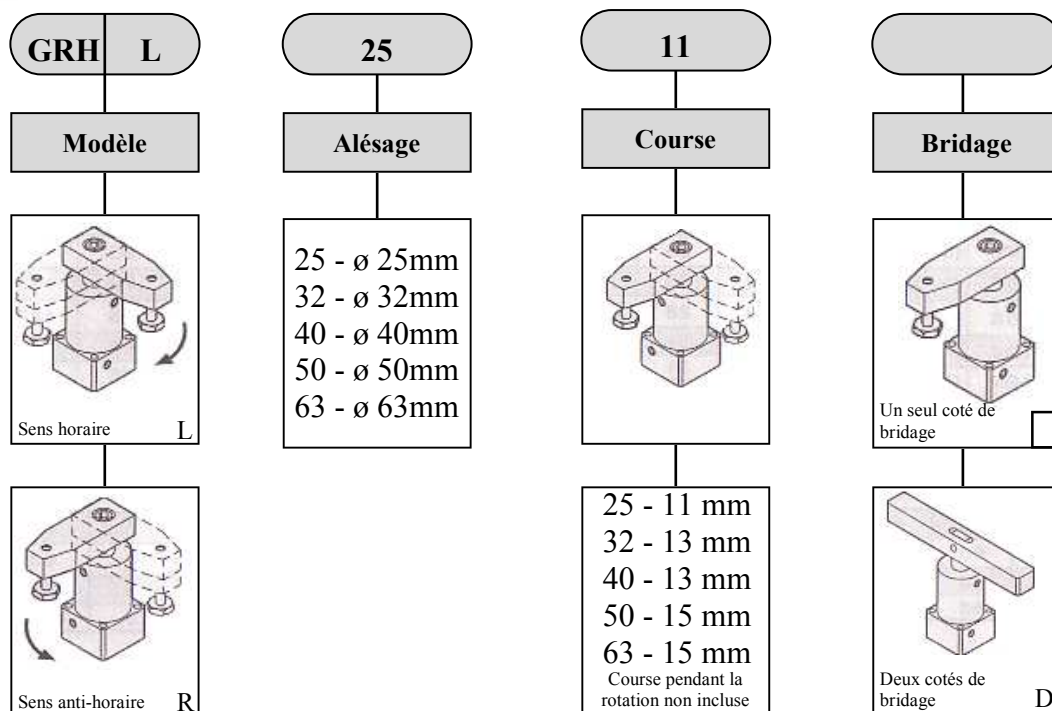 GRH L
25
11
Modèle
Alésage
Course
Bridage
Sens horaire L
25 - ø 25mm
32 - ø 32mm
40 - ø 40mm
50 - ø 50mm
63 - ø 63mm
Un seul coté de
bridage
Sens anti-horaire R
25 - 11 mm
32 - 13 mm
40 - 13 mm
50 - 15 mm
63 - 15 mm
Course pendant la
rotation non incluse
Deux cotés de
bridage D